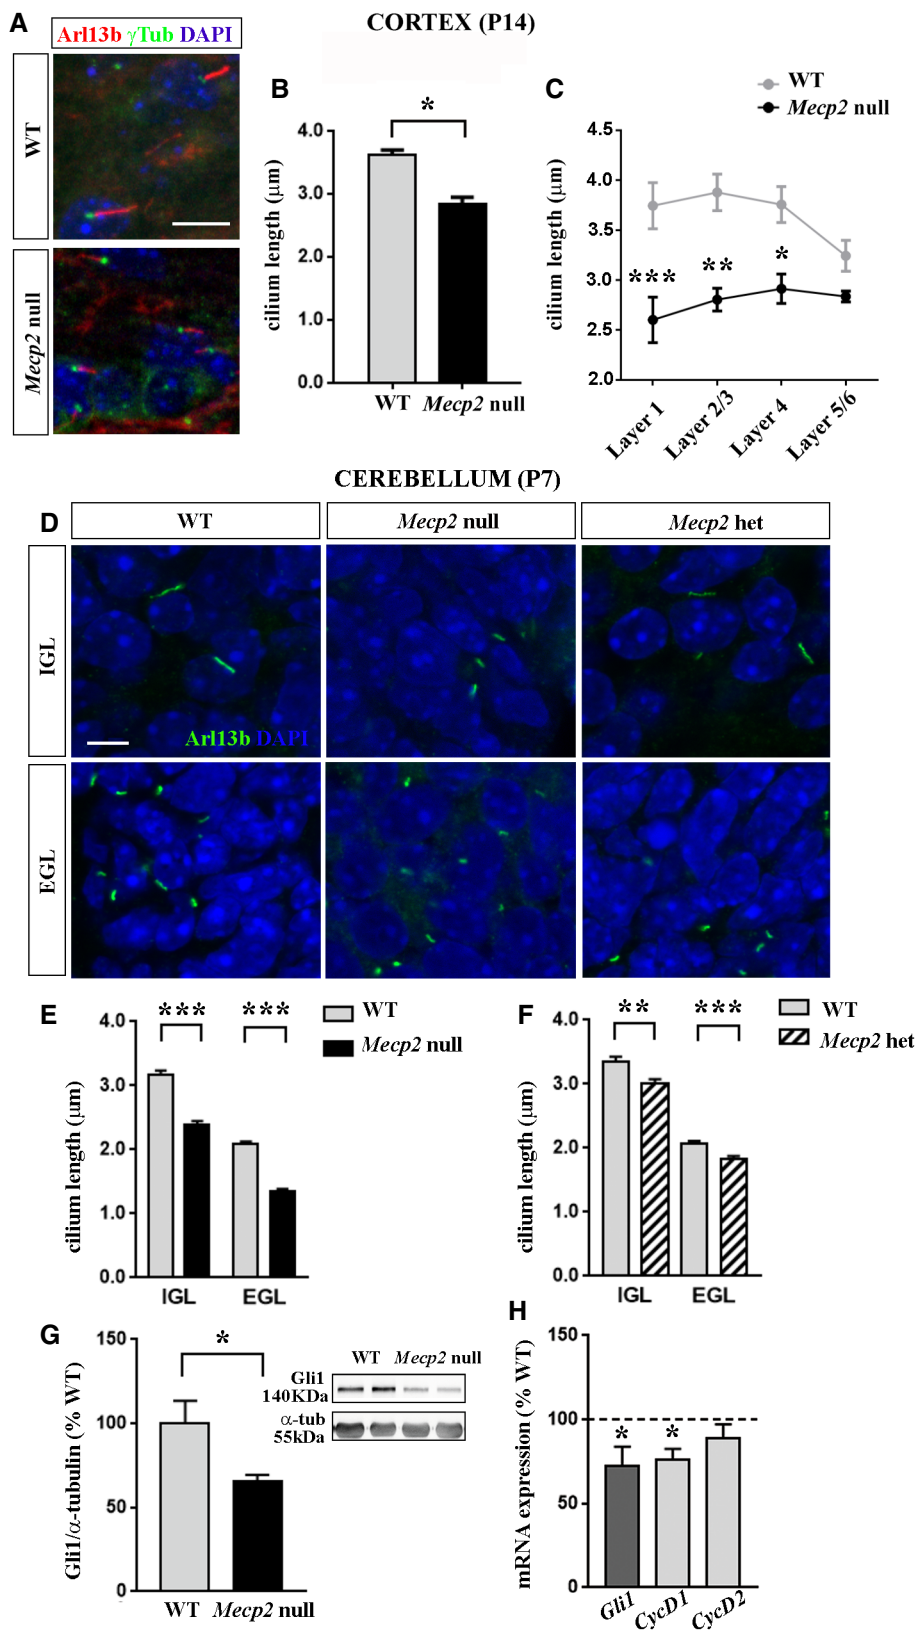 CORTEX (P14)
A
Arl13b γTub DAPI
WT
Mecp2 null
B
*
cilium length (μm)
4.0
3.0
2.0
1.0
0.0
WT Mecp2 null
C
WT
Mecp2 null
cilium length (μm)
4.5
4.0
3.5
3.0
2.5
2.0
*** ** *
Layer 1 Layer 2/3 Layer 4 Layer 5/6
CEREBELLUM (P7)
D
WT Mecp2 null Mecp2 het
IGL
Arl13b DAPI
EGL
E
*** ***
WT
Mecp2 null
cilium length (μm)
4.0
3.0
2.0
1.0
0.0
IGL EGL
F
** ***
WT
Mecp2 het
cilium length (μm)
4.0
3.0
2.0
1.0
0.0
IGL EGL
G
*
Gli1/α-tubulin (% WT)
150
100
50
0
WT Mecp2 null
WT Mecp2 null
Gli1
140KDa
α-tub
55kDa
H
mRNA expression (% WT)
150
100
50
0
* *
Gli1 CycD1 CycD2